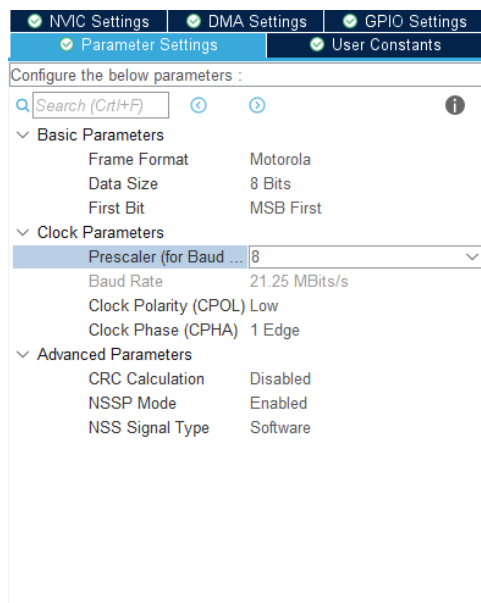 NVIC Settings DMA Settings GPIO Settings
Parameter Settings User Constants
Configure the below parameters :
Search (Crtl+F)
Basic Parameters
Frame Format Motorola
Data Size 8 Bits
First Bit MSB First
Clock Parameters
Prescaler (for Baud ... 8
Baud Rate 21.25 MBits/s
Clock Polarity (CPOL) Low
Clock Phase (CPHA) 1 Edge
Advanced Parameters
CRC Calculation Disabled
NSSP Mode Enabled
NSS Signal Type Software